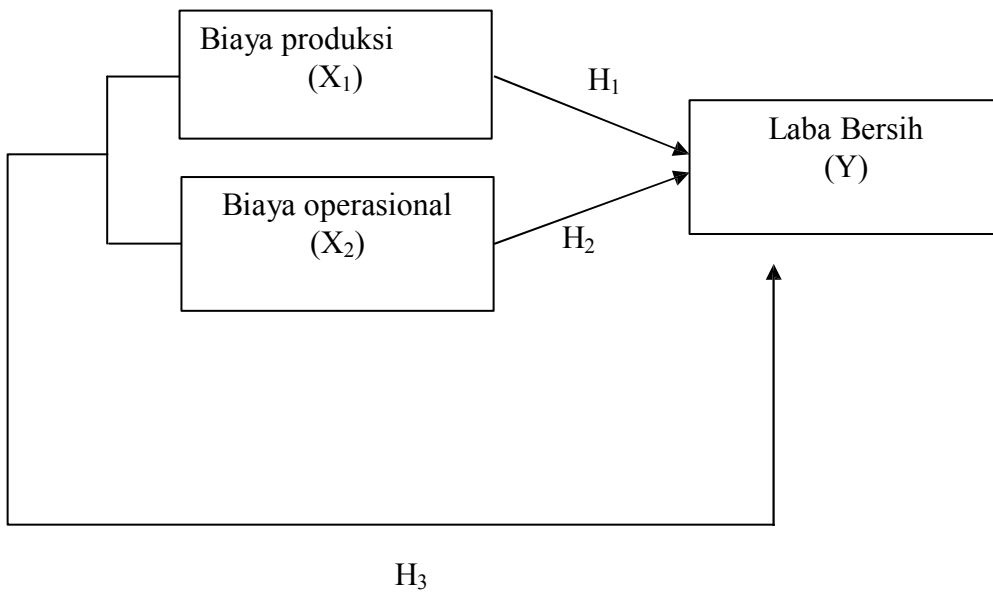 Biaya produksi
(X₁)
H₁
Laba Bersih
(Y)
Biaya operasional
(X₂)
H₂
H₃